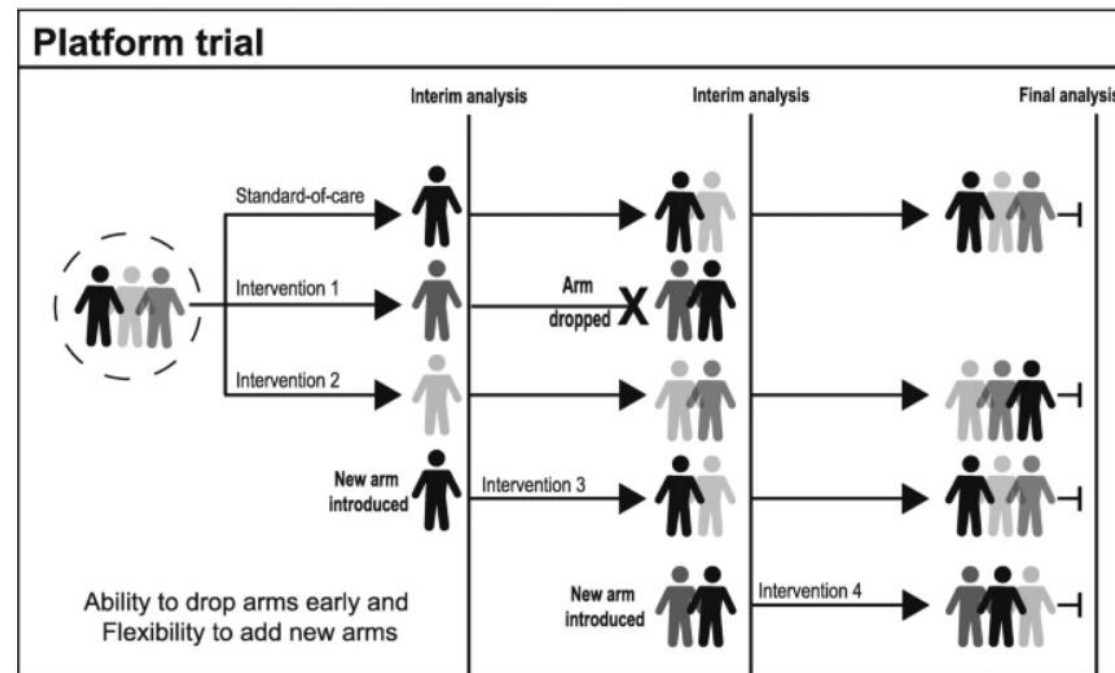 Platform trial
Interim analysis
Interim analysis
Final analysis
Standard-of-care
Intervention 1
Arm
dropped
X
Intervention 2
New arm
introduced
Intervention 3
New arm
introduced
Intervention 4
Ability to drop arms early and
Flexibility to add new arms